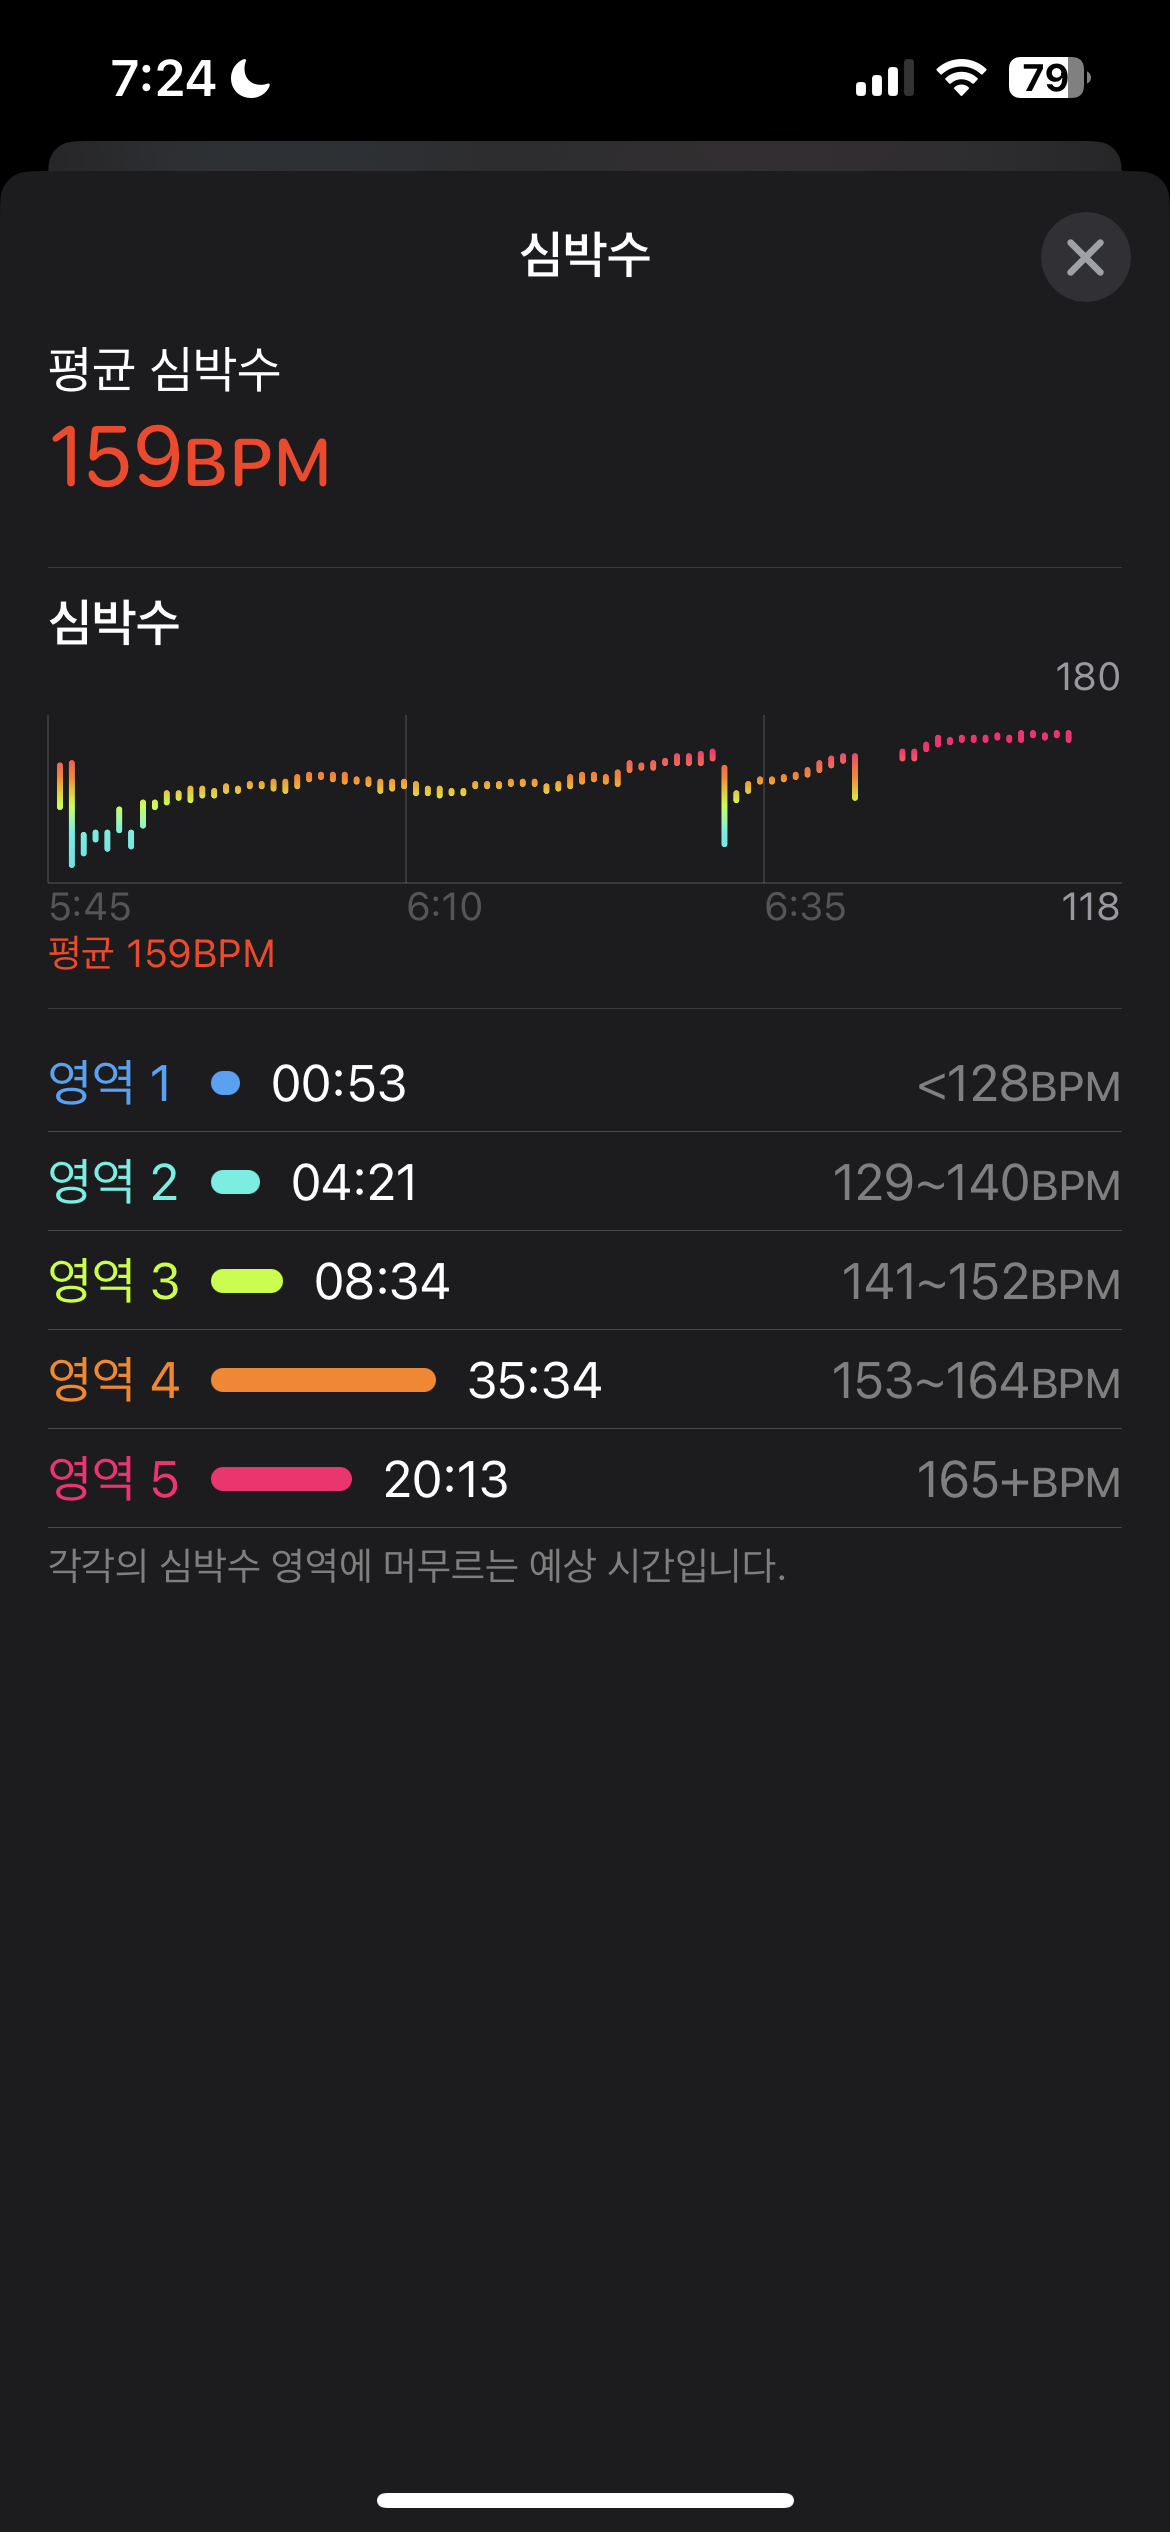 7:24
79
심박수
평균 심박수
159BPM
심박수
180
5:45 6:10 6:35 118
평균 159BPM
영역 1 00:53 <128BPM
영역 2 04:21 129~140BPM
영역 3 08:34 141~152BPM
영역 4 35:34 153~164BPM
영역 5 20:13 165+BPM
각각의 심박수 영역에 머무르는 예상 시간입니다.